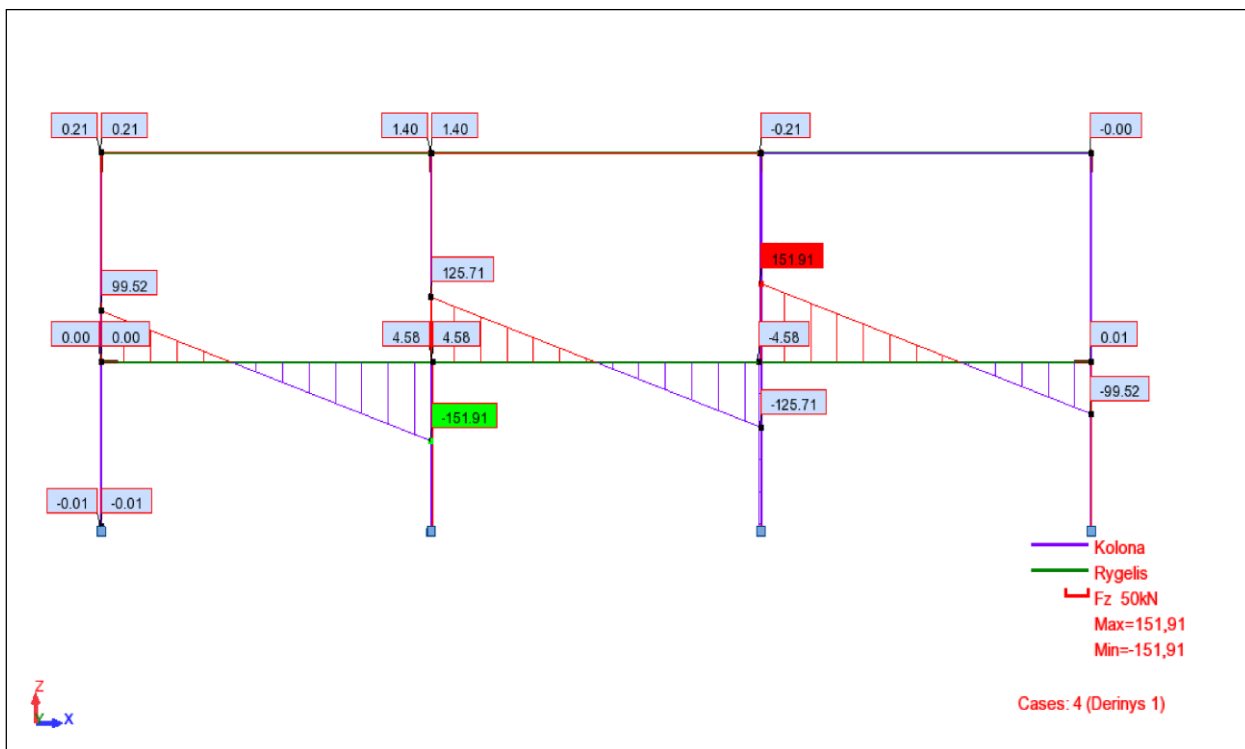 0.21 0.21 1.40 1.40 -0.21 -0.00
99.52 125.71 151.91
0.00 0.00 4.58 4.58 -4.58 0.01
-151.91 -125.71 -99.52
-0.01 -0.01
Kolona
Rygelis
Fz 50kN
Max=151,91
Min=-151,91
Cases: 4 (Derinys 1)
Z
Y X